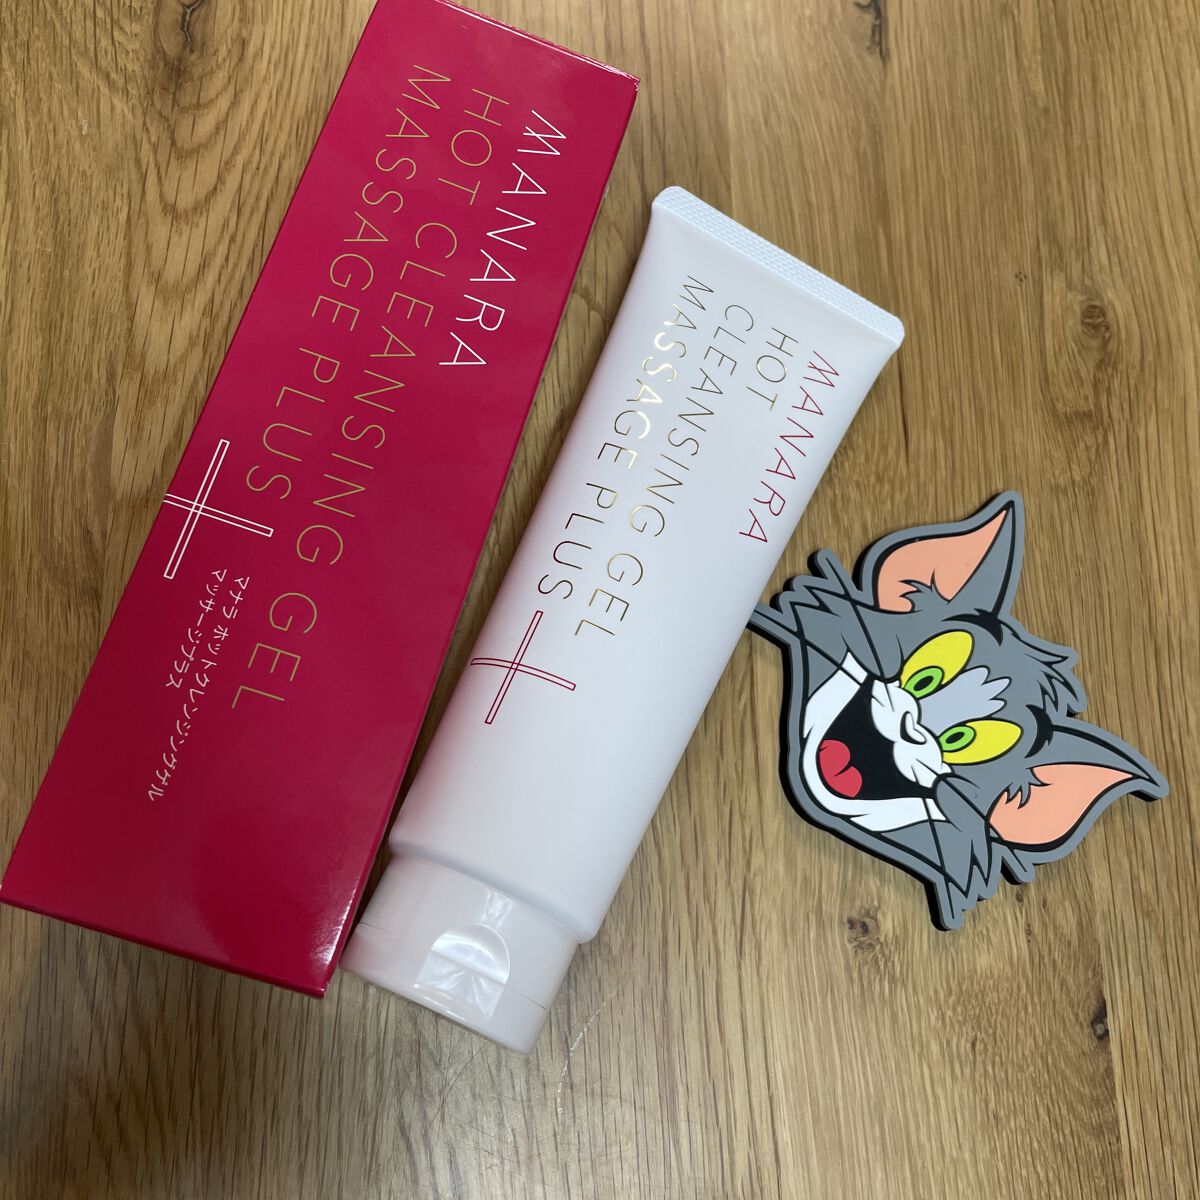 MANARA
HOT CLEANSING GEL
MASSAGE PLUS
マナラ ホットクレンジングゲル
マッサージプラス
MANARA
HOT
CLEANSING GEL
MASSAGE PLUS